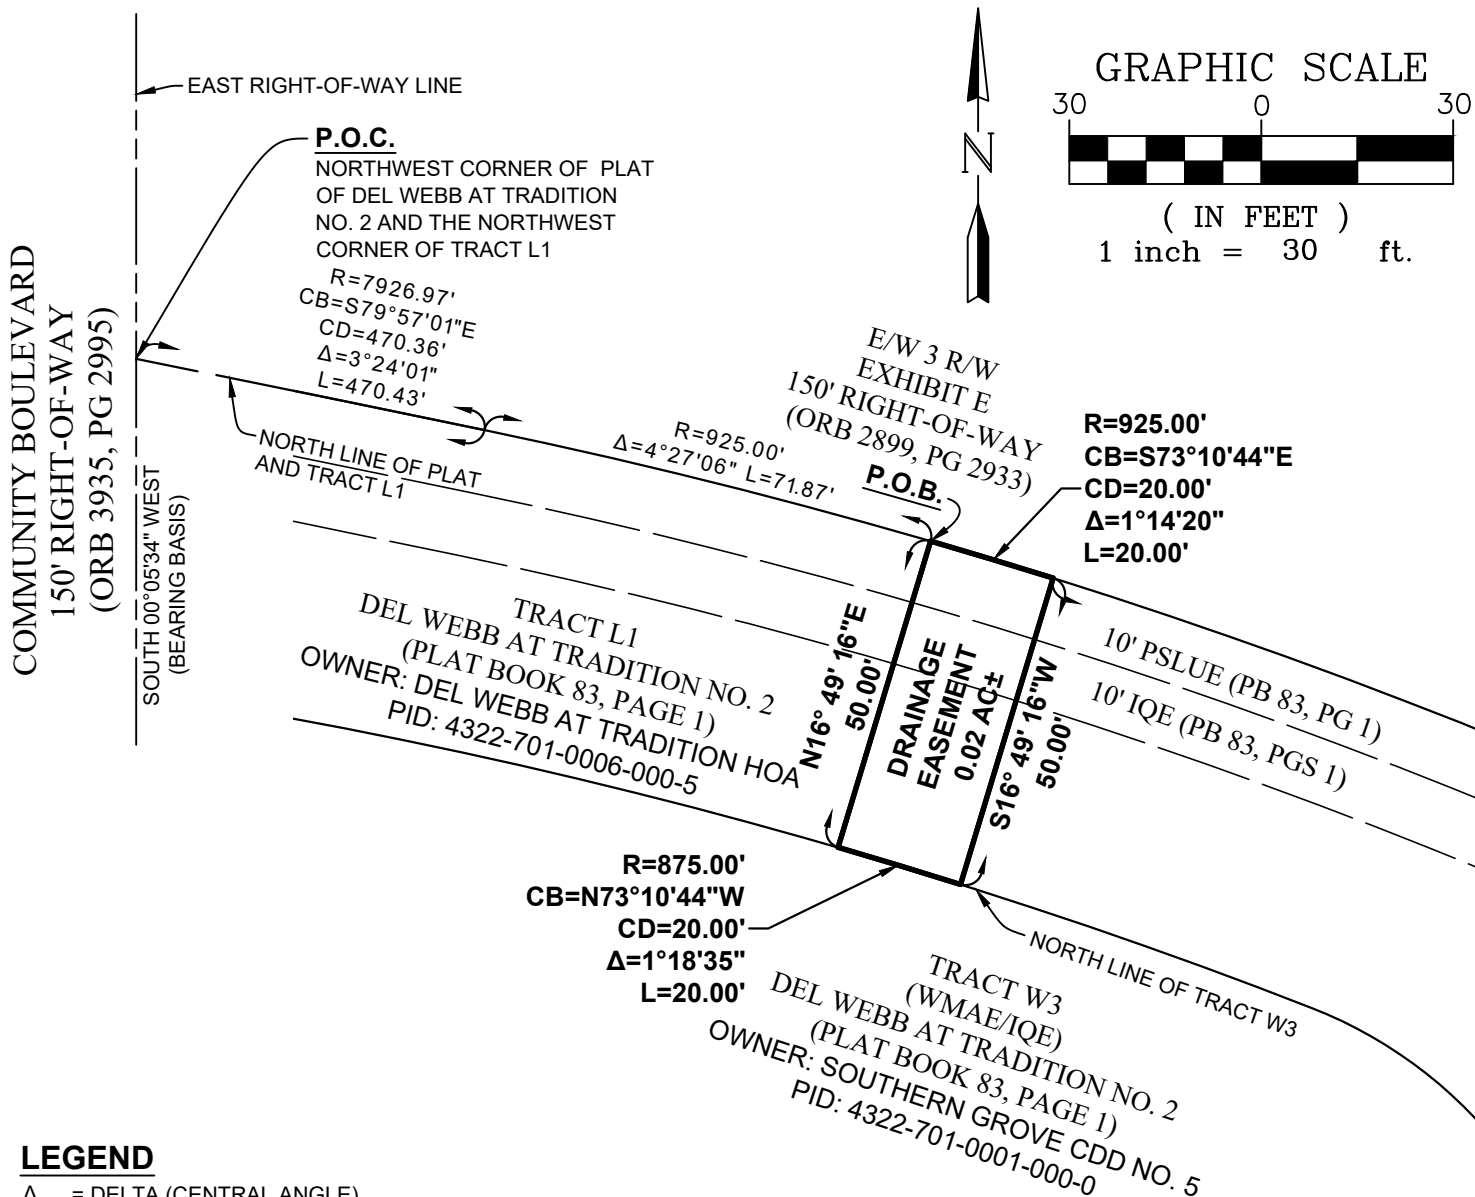 EAST RIGHT-OF-WAY LINE
P.O.C.
NORTHWEST CORNER OF PLAT
OF DEL WEBB AT TRADITION
NO. 2 AND THE NORTHWEST
CORNER OF TRACT L1
R=7926.97'
CB=S79°57'01"E
CD=470.36'
Δ=3°24'01"
L=470.43'
N
GRAPHIC SCALE
30 0 30
( IN FEET )
1 inch = 30 ft.
COMMUNITY BOULEVARD
150' RIGHT-OF-WAY
(ORB 3935, PG 2995)
SOUTH 00°05'34" WEST
(BEARING BASIS)
NORTH LINE OF PLAT
AND TRACT L1
R=925.00'
Δ=4°27'06" L=71.87'
E/W 3 R/W
EXHIBIT E
150' RIGHT-OF-WAY
(ORB 2899, PG 2933)
P.O.B.
R=925.00'
CB=S73°10'44"E
CD=20.00'
Δ=1°14'20"
L=20.00'
TRACT L1
DEL WEBB AT TRADITION NO. 2
(PLAT BOOK 83, PAGE 1)
OWNER: DEL WEBB AT TRADITION HOA
PID: 4322-701-0006-000-5
N16° 49' 16"E
50.00'
DRAINAGE
EASEMENT
0.02 AC±
S16° 49' 16"W
50.00'
10' PSLUE (PB 83, PG 1)
10' IQE (PB 83, PGS 1)
R=875.00'
CB=N73°10'44"W
CD=20.00'
Δ=1°18'35"
L=20.00'
NORTH LINE OF TRACT W3
TRACT W3
(WMAE/IQE)
DEL WEBB AT TRADITION NO. 2
(PLAT BOOK 83, PAGE 1)
OWNER: SOUTHERN GROVE CDD NO. 5
PID: 4322-701-0001-000-0
LEGEND
Δ = DELTA (CENTRAL ANGLE)